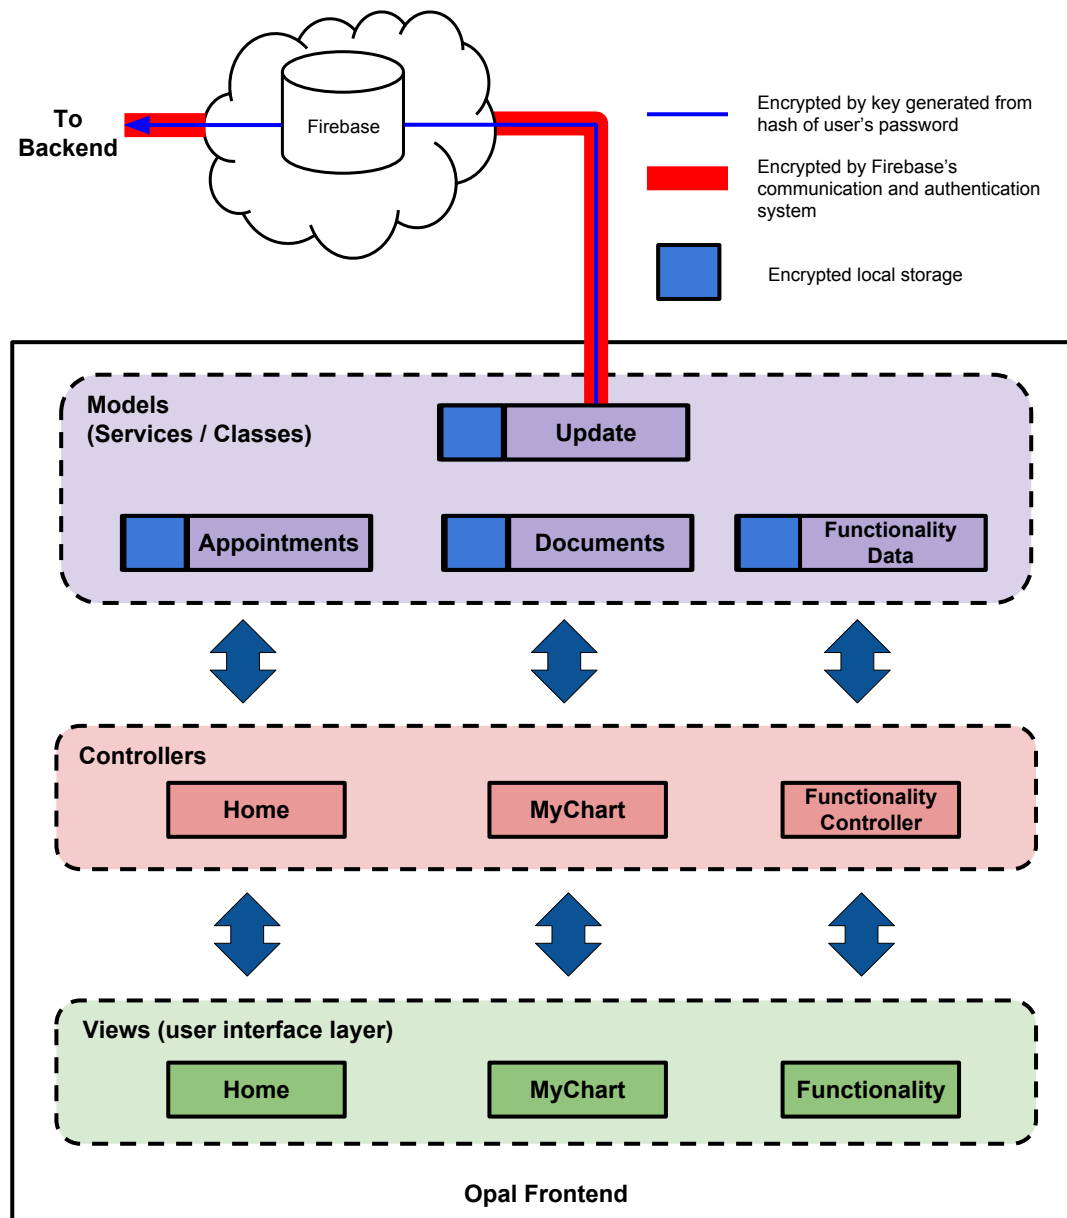 To
Backend
Firebase
Encrypted by key generated from
hash of user's password
Encrypted by Firebase's
communication and authentication
system
Encrypted local storage
Models
(Services / Classes)
Update
Appointments
Documents
Functionality
Data
Controllers
Home
MyChart
Functionality
Controller
Views (user interface layer)
Home
MyChart
Functionality
Opal Frontend